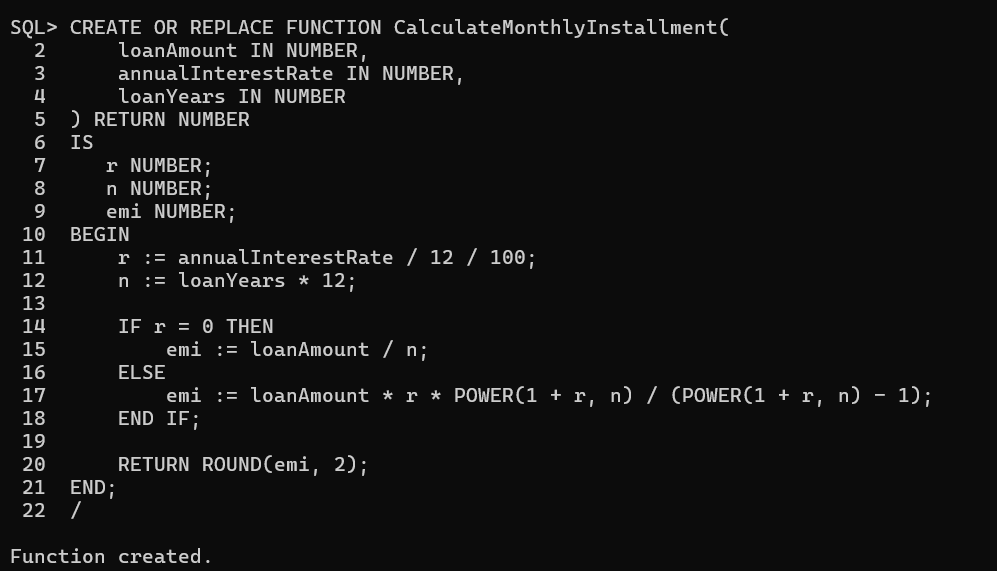 SQL> CREATE OR REPLACE FUNCTION CalculateMonthlyInstallment(
  2      loanAmount IN NUMBER,
  3      annualInterestRate IN NUMBER,
  4      loanYears IN NUMBER
  5  ) RETURN NUMBER
  6  IS
  7     r NUMBER;
  8     n NUMBER;
  9     emi NUMBER;
 10  BEGIN
 11      r := annualInterestRate / 12 / 100;
 12      n := loanYears * 12;
 13
 14      IF r = 0 THEN
 15          emi := loanAmount / n;
 16      ELSE
 17          emi := loanAmount * r * POWER(1 + r, n) / (POWER(1 + r, n) - 1);
 18      END IF;
 19
 20      RETURN ROUND(emi, 2);
 21  END;
 22  /

Function created.